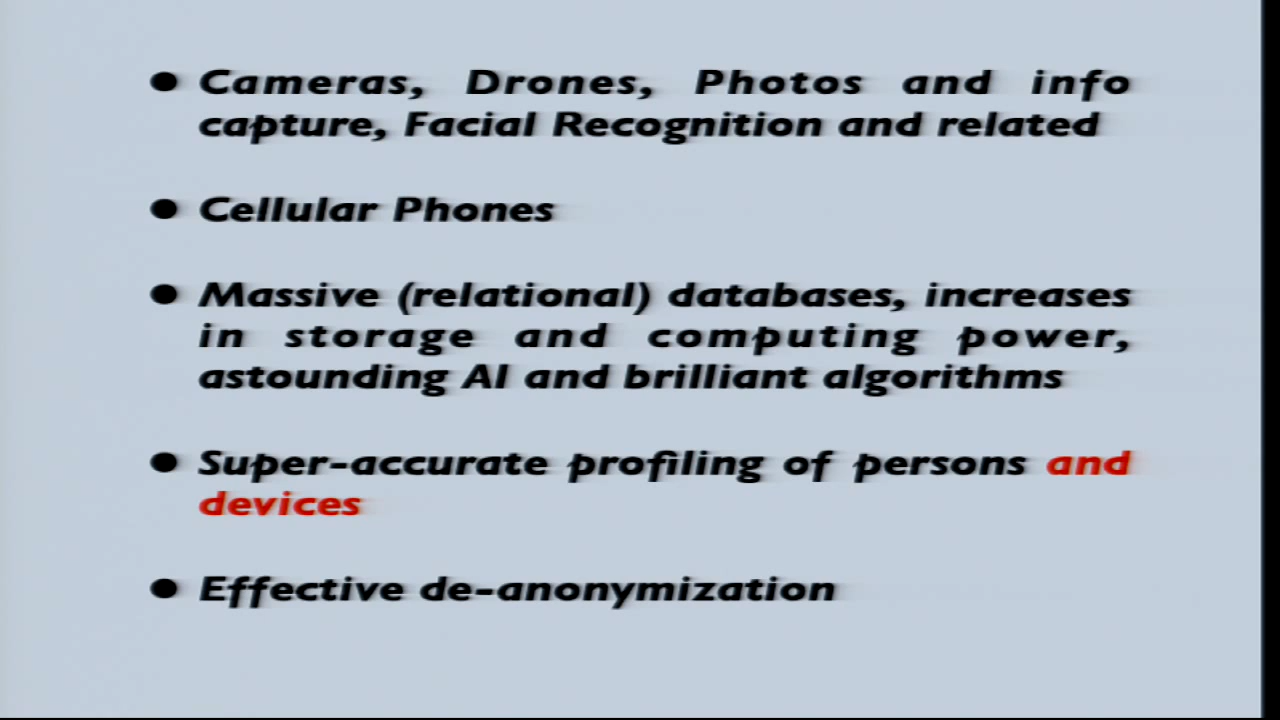 ● Cameras, Drones, Photos and info
capture, Facial Recognition and related
● Cellular Phones
● Massive (relational) databases, increases
in storage and computing power,
astounding AI and brilliant algorithms
● Super-accurate profiling of persons and
devices
● Effective de-anonymization